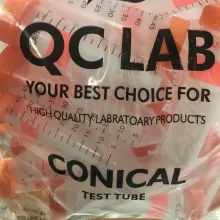 QC LAB
YOUR BEST CHOICE FOR
HIGH QUALITY LABRATOARY PRODUCTS
CONICAL
TEST TUBE